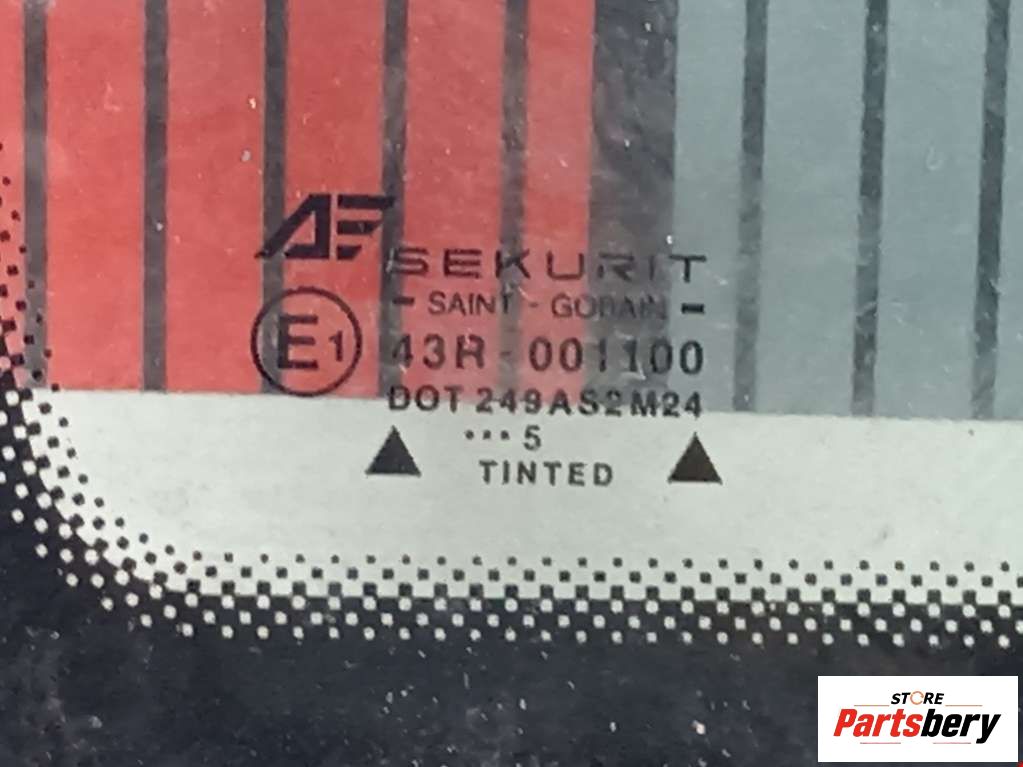 AF
SEKURIT
- SAINT - GOBAIN -
E1
43R - 001100
DOT 249AS2M24
... 5
TINTED
STORE
Partsbery